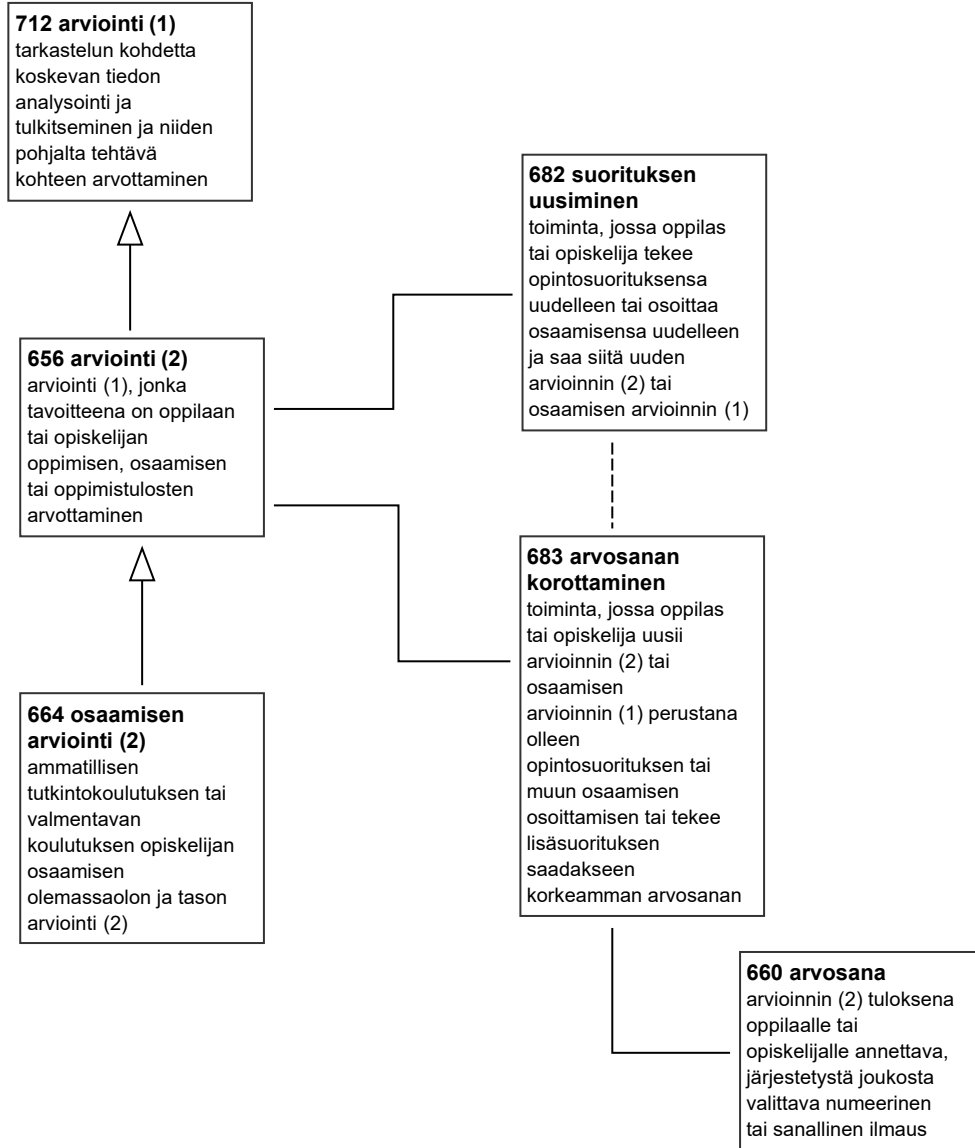 712 arviointi (1)
tarkastelun kohdetta
koskevan tiedon
analysointi ja
tulkitseminen ja niiden
pohjalta tehtävä
kohteen arvottaminen
682 suorituksen
uusiminen
toiminta, jossa oppilas
tai opiskelija tekee
opintosuorituksensa
uudelleen tai osoittaa
osaamisensa uudelleen
ja saa siitä uuden
arvioinnin (2) tai
osaamisen arvioinnin (1)
656 arviointi (2)
arviointi (1), jonka
tavoitteena on oppilaan
tai opiskelijan
oppimisen, osaamisen
tai oppimistulosten
arvottaminen
683 arvosanan
korottaminen
toiminta, jossa oppilas
tai opiskelija uusii
arvioinnin (2) tai
osaamisen
arvioinnin (1) perustana
olleen
opintosuorituksen tai
muun osaamisen
osoittamisen tai tekee
lisäsuorituksen
saadakseen
korkeamman arvosanan
664 osaamisen
arviointi (2)
ammatillisen
tutkintokoulutuksen tai
valmentavan
koulutuksen opiskelijan
osaamisen
olemassaolon ja tason
arviointi (2)
660 arvosana
arvioinnin (2) tuloksena
oppilaalle tai
opiskelijalle annettava,
järjestetystä joukosta
valittava numeerinen
tai sanallinen ilmaus